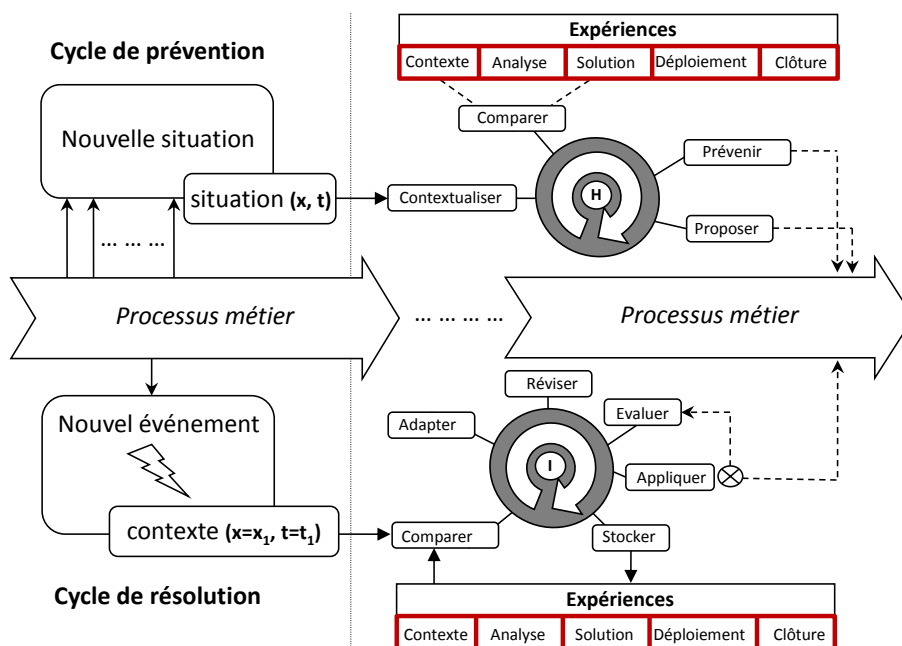 Cycle de prévention
Expériences
Contexte
Analyse
Solution
Déploiement
Clôture
Nouvelle situation
Comparer
Prévenir
situation (x, t)
Contextualiser
H
Proposer
... ... ...
Processus métier
... ... ... ...
Processus métier
Réviser
Nouvel événement
Adapter
Evaluer
I
Appliquer
contexte (x=x₁, t=t₁)
Comparer
Stocker
Cycle de résolution
Expériences
Contexte
Analyse
Solution
Déploiement
Clôture